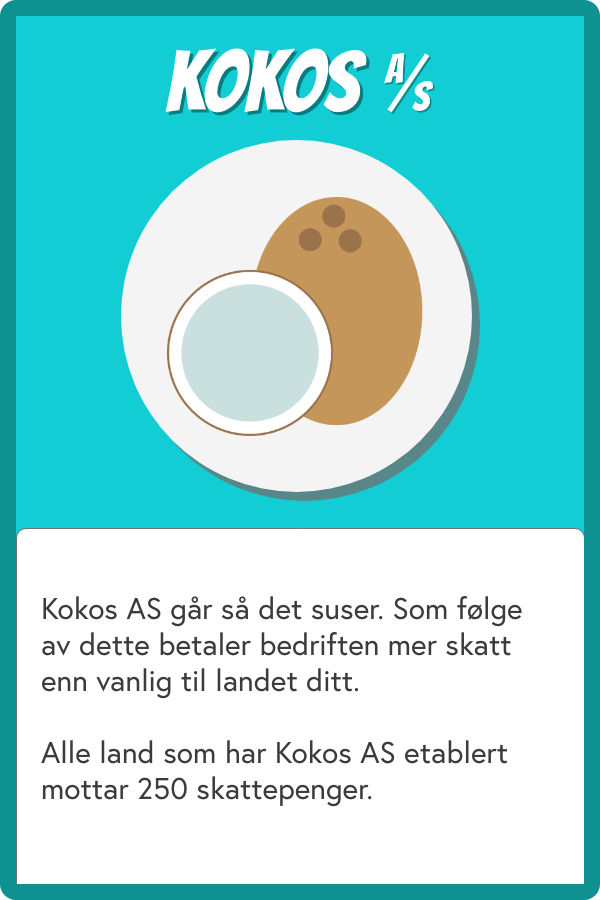 KOKOS A/S
Kokos AS går så det suser. Som følge
av dette betaler bedriften mer skatt
enn vanlig til landet ditt.
Alle land som har Kokos AS etablert
mottar 250 skattepenger.